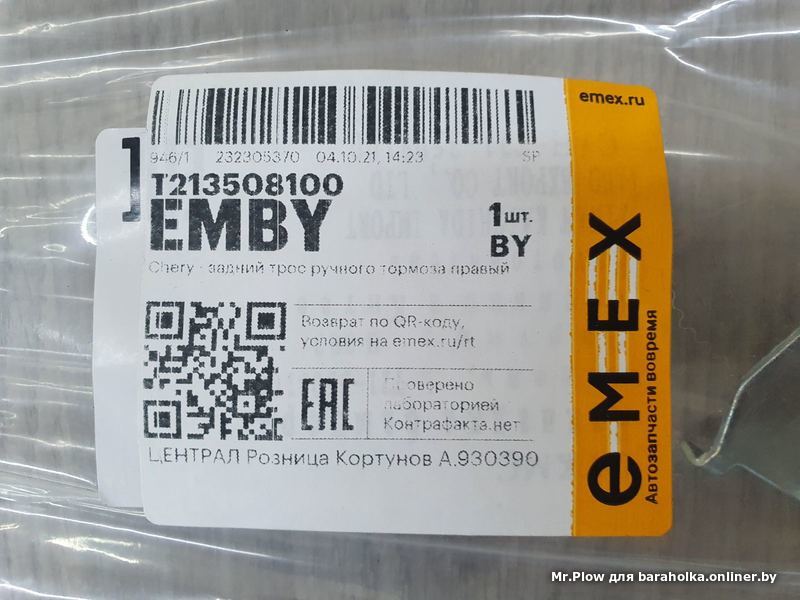 946/1 232305370 04.10.21, 14:23 SP
T213508100
EMBY
1 шт.
BY
Chery - задний трос ручного тормоза правый
Возврат по QR-коду,
условия на emex.ru/rt
EAC
Проверено
лабораторией
Контрафакта.нет
ЦЕНТРАЛ Розница Кортунов А.930390
emex.ru
eMEX
Автозапчасти вовремя
Mr.Plow для baraholka.onliner.by